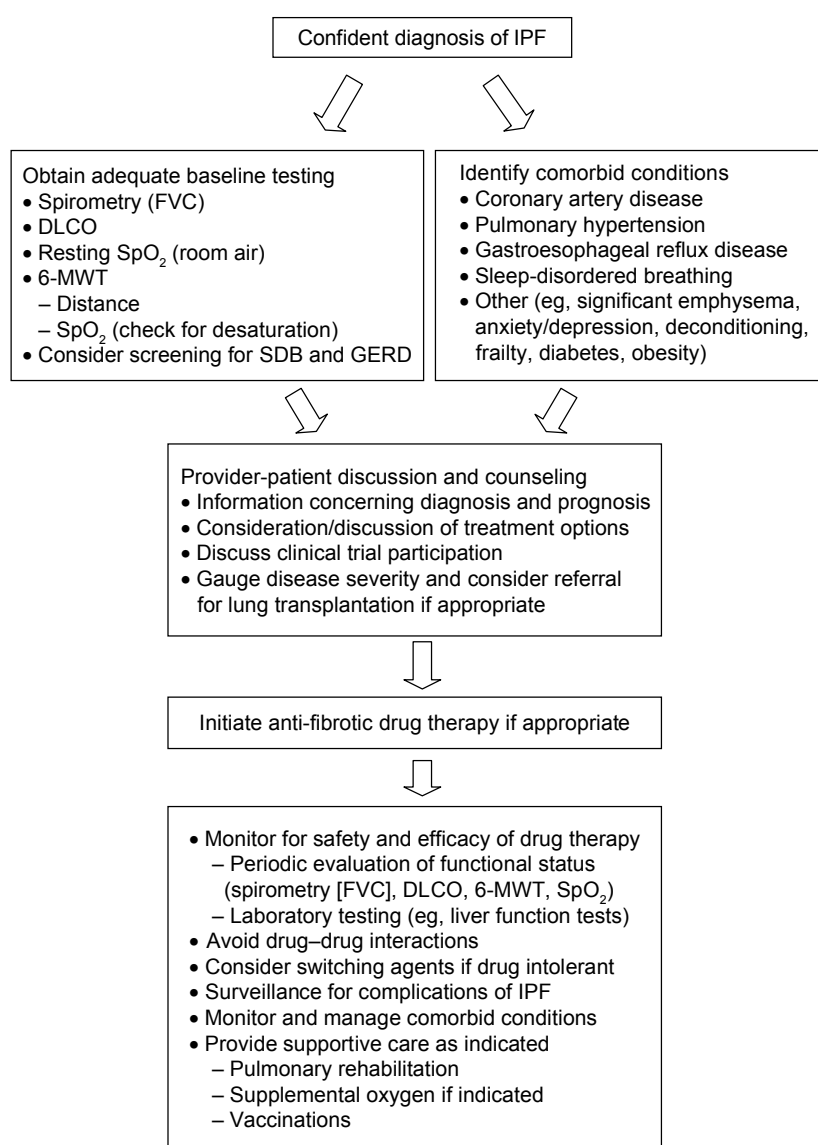 Confident diagnosis of IPF
Obtain adequate baseline testing
• Spirometry (FVC)
• DLCO
• Resting SpO₂ (room air)
• 6-MWT
– Distance
– SpO₂ (check for desaturation)
• Consider screening for SDB and GERD
Identify comorbid conditions
• Coronary artery disease
• Pulmonary hypertension
• Gastroesophageal reflux disease
• Sleep-disordered breathing
• Other (eg, significant emphysema,
anxiety/depression, deconditioning,
frailty, diabetes, obesity)
Provider-patient discussion and counseling
• Information concerning diagnosis and prognosis
• Consideration/discussion of treatment options
• Discuss clinical trial participation
• Gauge disease severity and consider referral
for lung transplantation if appropriate
Initiate anti-fibrotic drug therapy if appropriate
• Monitor for safety and efficacy of drug therapy
– Periodic evaluation of functional status
(spirometry [FVC], DLCO, 6-MWT, SpO₂)
– Laboratory testing (eg, liver function tests)
• Avoid drug–drug interactions
• Consider switching agents if drug intolerant
• Surveillance for complications of IPF
• Monitor and manage comorbid conditions
• Provide supportive care as indicated
– Pulmonary rehabilitation
– Supplemental oxygen if indicated
– Vaccinations